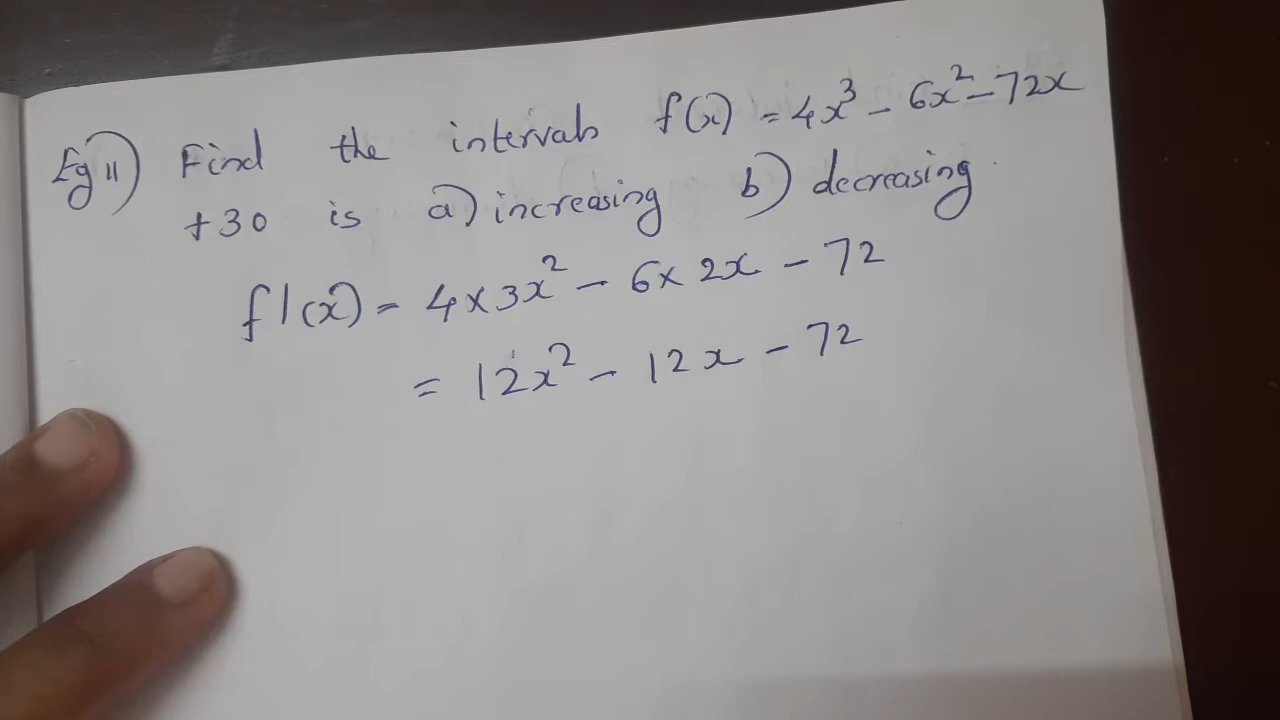 Eg 11) Find the intervals f(x) = 4x³ - 6x² - 72x
+30 is a) increasing b) decreasing.
f'(x) = 4×3x² - 6×2x - 72
= 12x² - 12x - 72